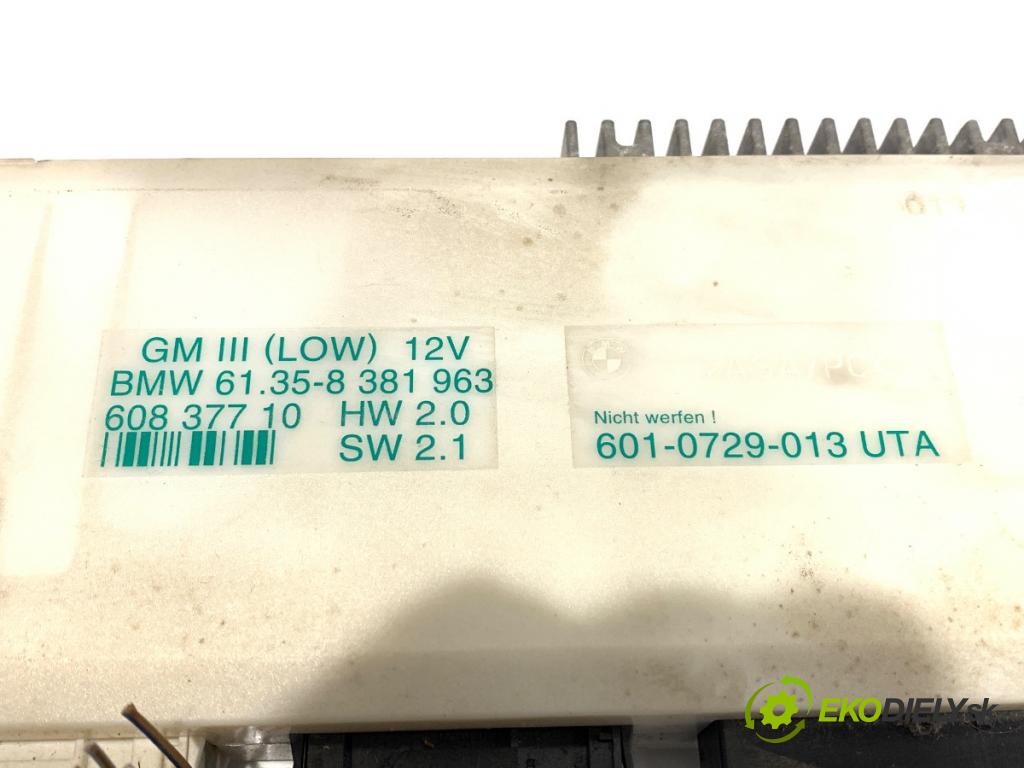 GM III (LOW) 12V
BMW 61.35-8 381 963
608 377 10 HW 2.0
SW 2.1
Nicht werfen !
601-0729-013 UTA
EKODIELY.sk